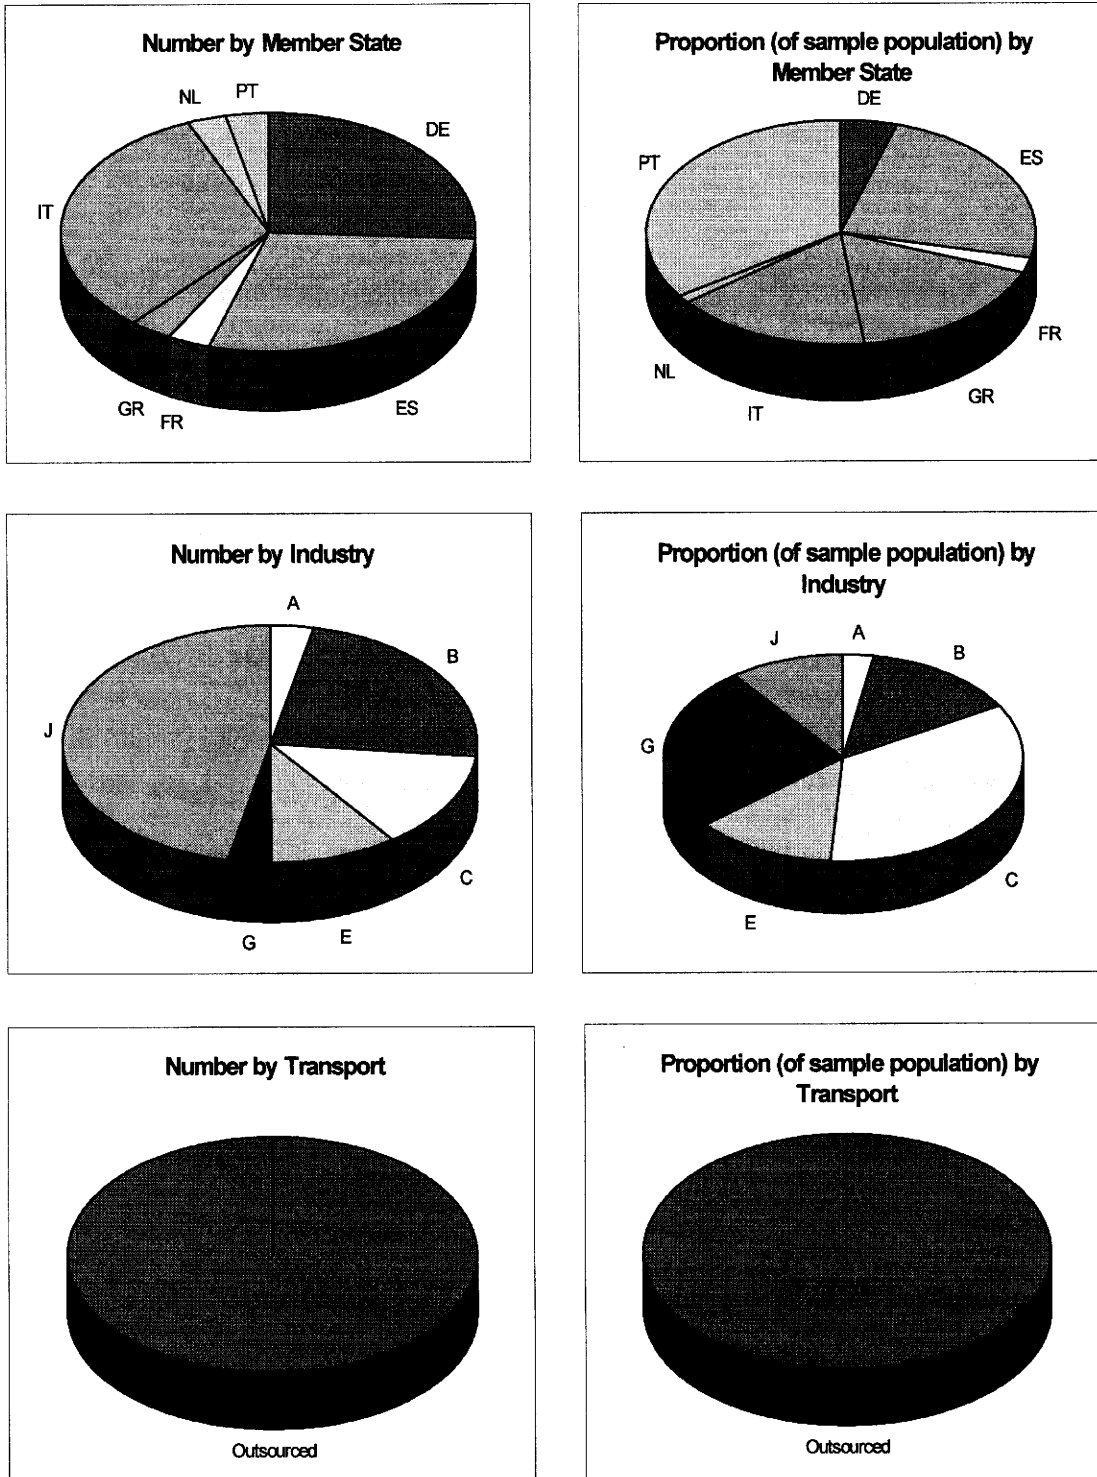 Number by Member State
NL
PT
DE
IT
GR
FR
ES
Proportion (of sample population) by
Member State
DE
PT
ES
FR
NL
IT
GR
Number by Industry
A
B
J
C
G
E
Proportion (of sample population) by
Industry
J
A
B
G
C
E
Number by Transport
Outsourced
Proportion (of sample population) by
Transport
Outsourced